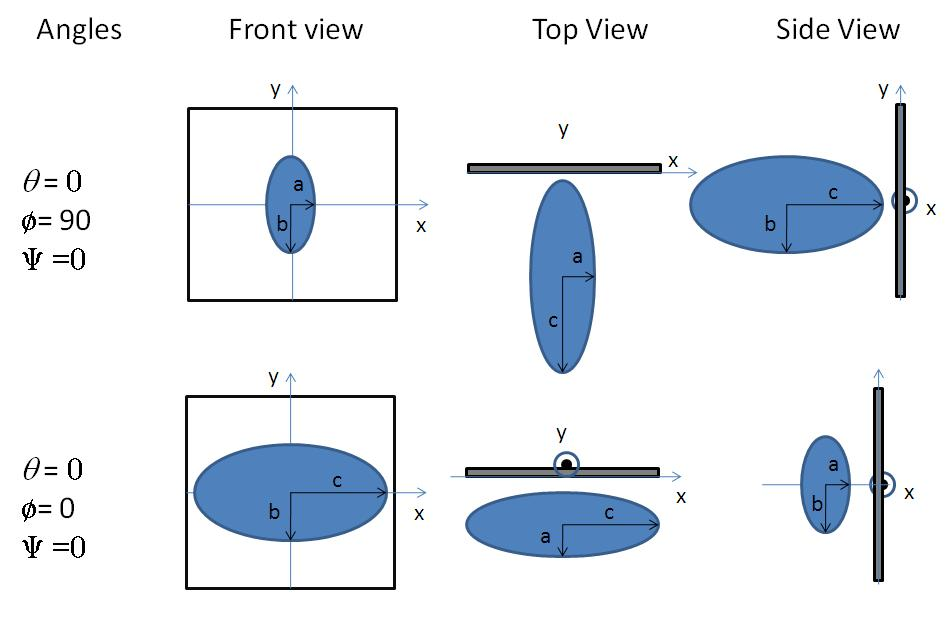 Angles Front view Top View Side View
y
y
y
x
θ = 0
ϕ= 90
Ψ =0
a
b
x
a
c
c
b
x
y
y
x
θ = 0
ϕ= 0
Ψ =0
c
b
x
c
a
x
a
b
x